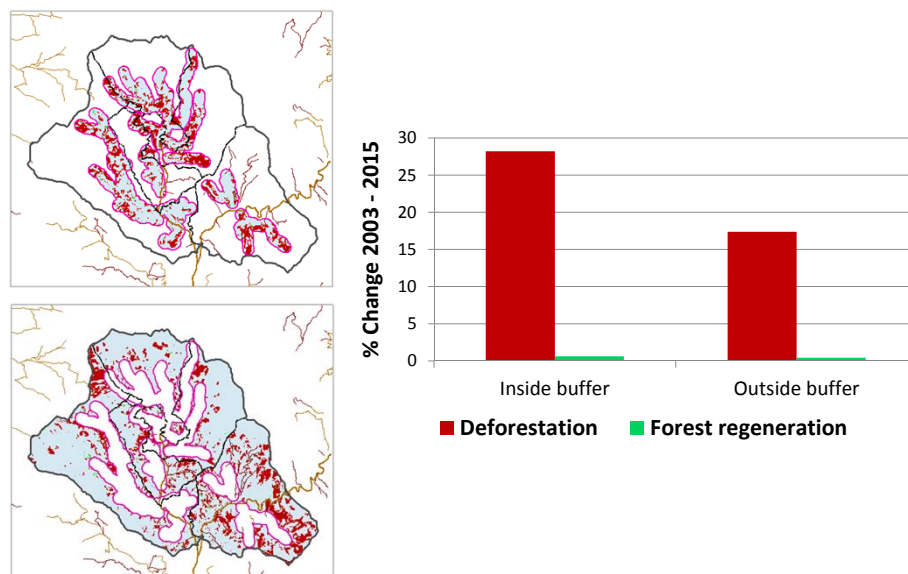 % Change 2003 - 2015
30
25
20
15
10
5
0
Inside buffer
Outside buffer
Deforestation
Forest regeneration